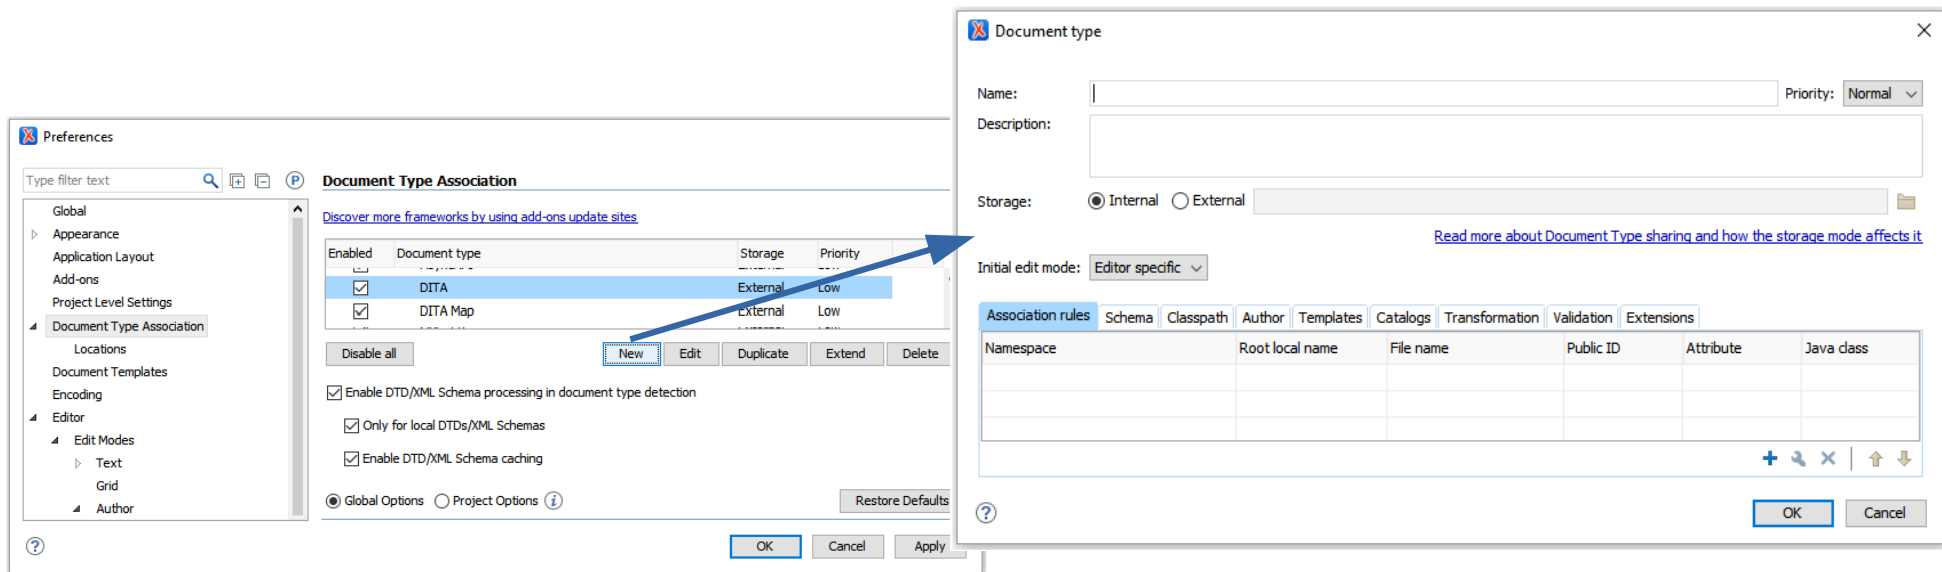 Preferences
Type filter text
Global
Appearance
Application Layout
Add-ons
Project Level Settings
Document Type Association
Locations
Document Templates
Encoding
Editor
Edit Modes
Text
Grid
Author
Document Type Association
Discover more frameworks by using add-ons update sites
Enabled Document type Storage Priority
DITA External Low
DITA Map External Low
Disable all New Edit Duplicate Extend Delete
Enable DTD/XML Schema processing in document type detection
Only for local DTDs/XML Schemas
Enable DTD/XML Schema caching
Global Options Project Options
Restore Defaults
OK Cancel Apply
Document type
Name: Priority: Normal
Description:
Storage: Internal External
Read more about Document Type sharing and how the storage mode affects it
Initial edit mode: Editor specific
Association rules Schema Classpath Author Templates Catalogs Transformation Validation Extensions
Namespace Root local name File name Public ID Attribute Java class
OK Cancel